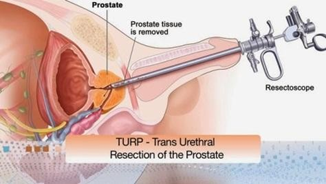 Prostate
Prostate tissue
is removed
Resectoscope
TURP - Trans Urethral
Resection of the Prostate